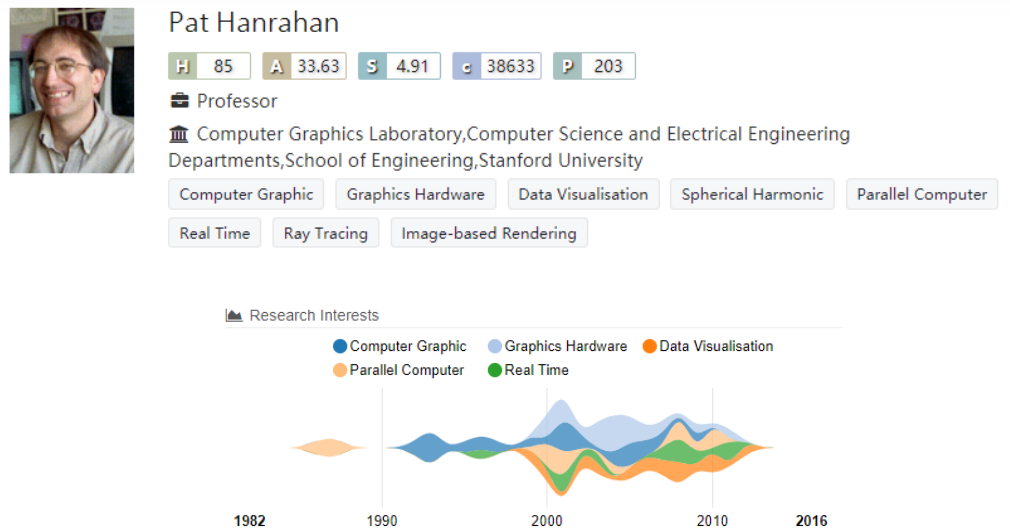 Pat Hanrahan
H 85 A 33.63 S 4.91 c 38633 P 203
Professor
Computer Graphics Laboratory,Computer Science and Electrical Engineering
Departments,School of Engineering,Stanford University
Computer Graphic Graphics Hardware Data Visualisation Spherical Harmonic Parallel Computer
Real Time Ray Tracing Image-based Rendering
Research Interests
Computer Graphic Graphics Hardware Data Visualisation
Parallel Computer Real Time
1982 1990 2000 2010 2016